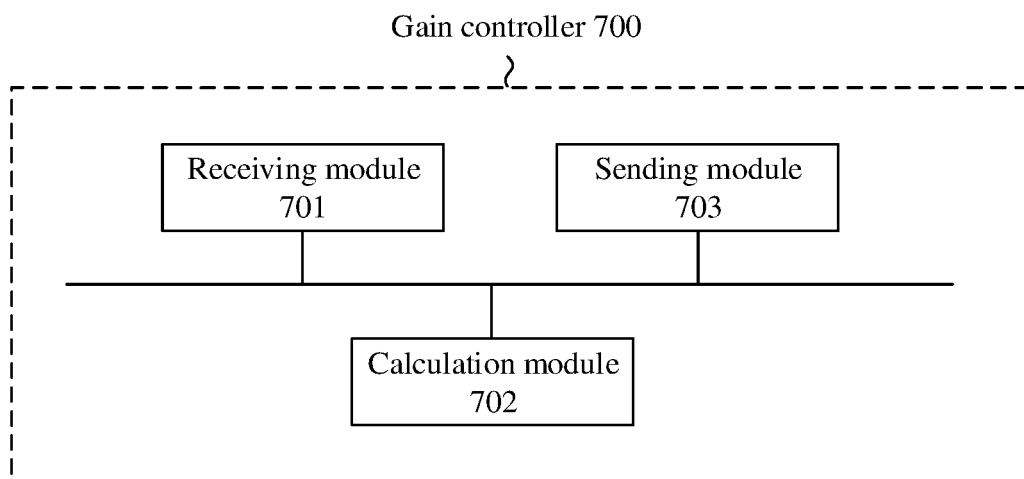 Gain controller 700
Receiving module
701
Sending module
703
Calculation module
702